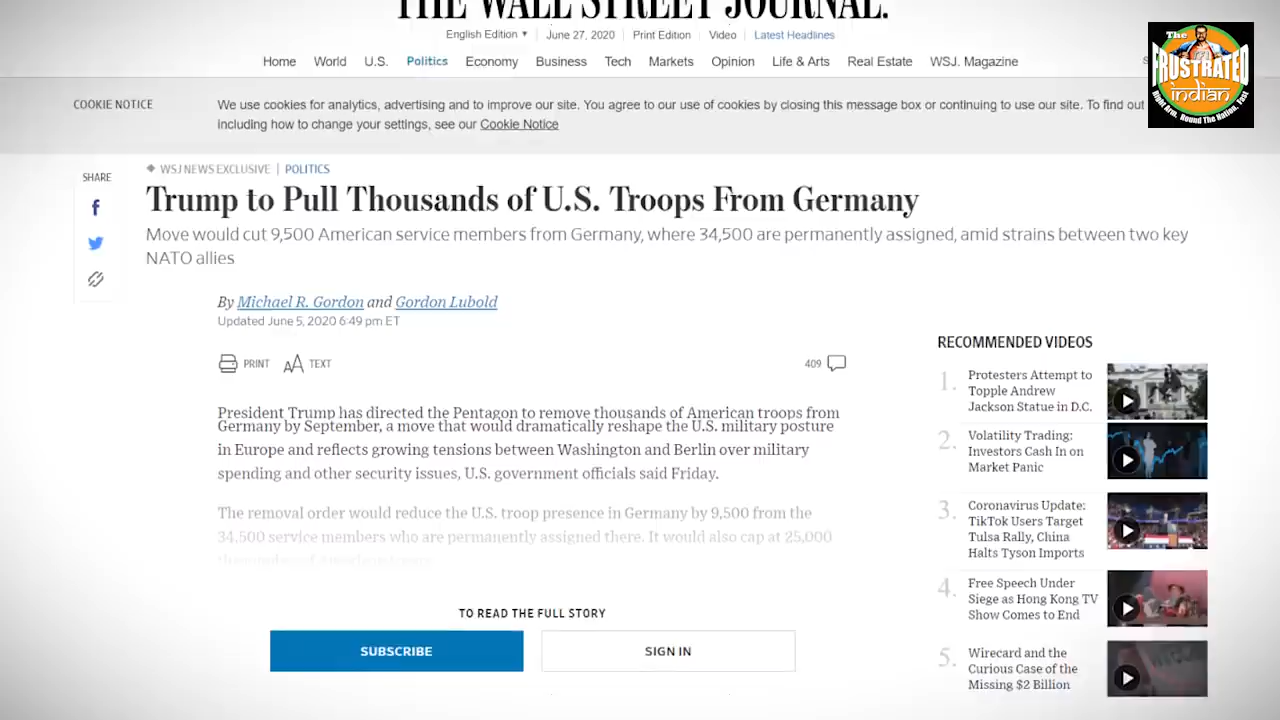 THE WALL STREET JOURNAL.
English Edition ▾ | June 27, 2020 | Print Edition | Video | Latest Headlines
Home World U.S. Politics Economy Business Tech Markets Opinion Life & Arts Real Estate WSJ. Magazine
The
FRUSTRATED
indian
Right Arm. Round The Nation, Fast
COOKIE NOTICE
We use cookies for analytics, advertising and to improve our site. You agree to our use of cookies by closing this message box or continuing to use our site. To find out
including how to change your settings, see our Cookie Notice
SHARE
WSJ NEWS EXCLUSIVE | POLITICS
Trump to Pull Thousands of U.S. Troops From Germany
Move would cut 9,500 American service members from Germany, where 34,500 are permanently assigned, amid strains between two key
NATO allies
By Michael R. Gordon and Gordon Lubold
Updated June 5, 2020 6:49 pm ET
PRINT AA TEXT
409
President Trump has directed the Pentagon to remove thousands of American troops from
Germany by September, a move that would dramatically reshape the U.S. military posture
in Europe and reflects growing tensions between Washington and Berlin over military
spending and other security issues, U.S. government officials said Friday.
The removal order would reduce the U.S. troop presence in Germany by 9,500 from the
34,500 service members who are permanently assigned there. It would also cap at 25,000
TO READ THE FULL STORY
SUBSCRIBE
SIGN IN
RECOMMENDED VIDEOS
1. Protesters Attempt to
Topple Andrew
Jackson Statue in D.C.
2. Volatility Trading:
Investors Cash In on
Market Panic
3. Coronavirus Update:
TikTok Users Target
Tulsa Rally, China
Halts Tyson Imports
4. Free Speech Under
Siege as Hong Kong TV
Show Comes to End
5. Wirecard and the
Curious Case of the
Missing $2 Billion